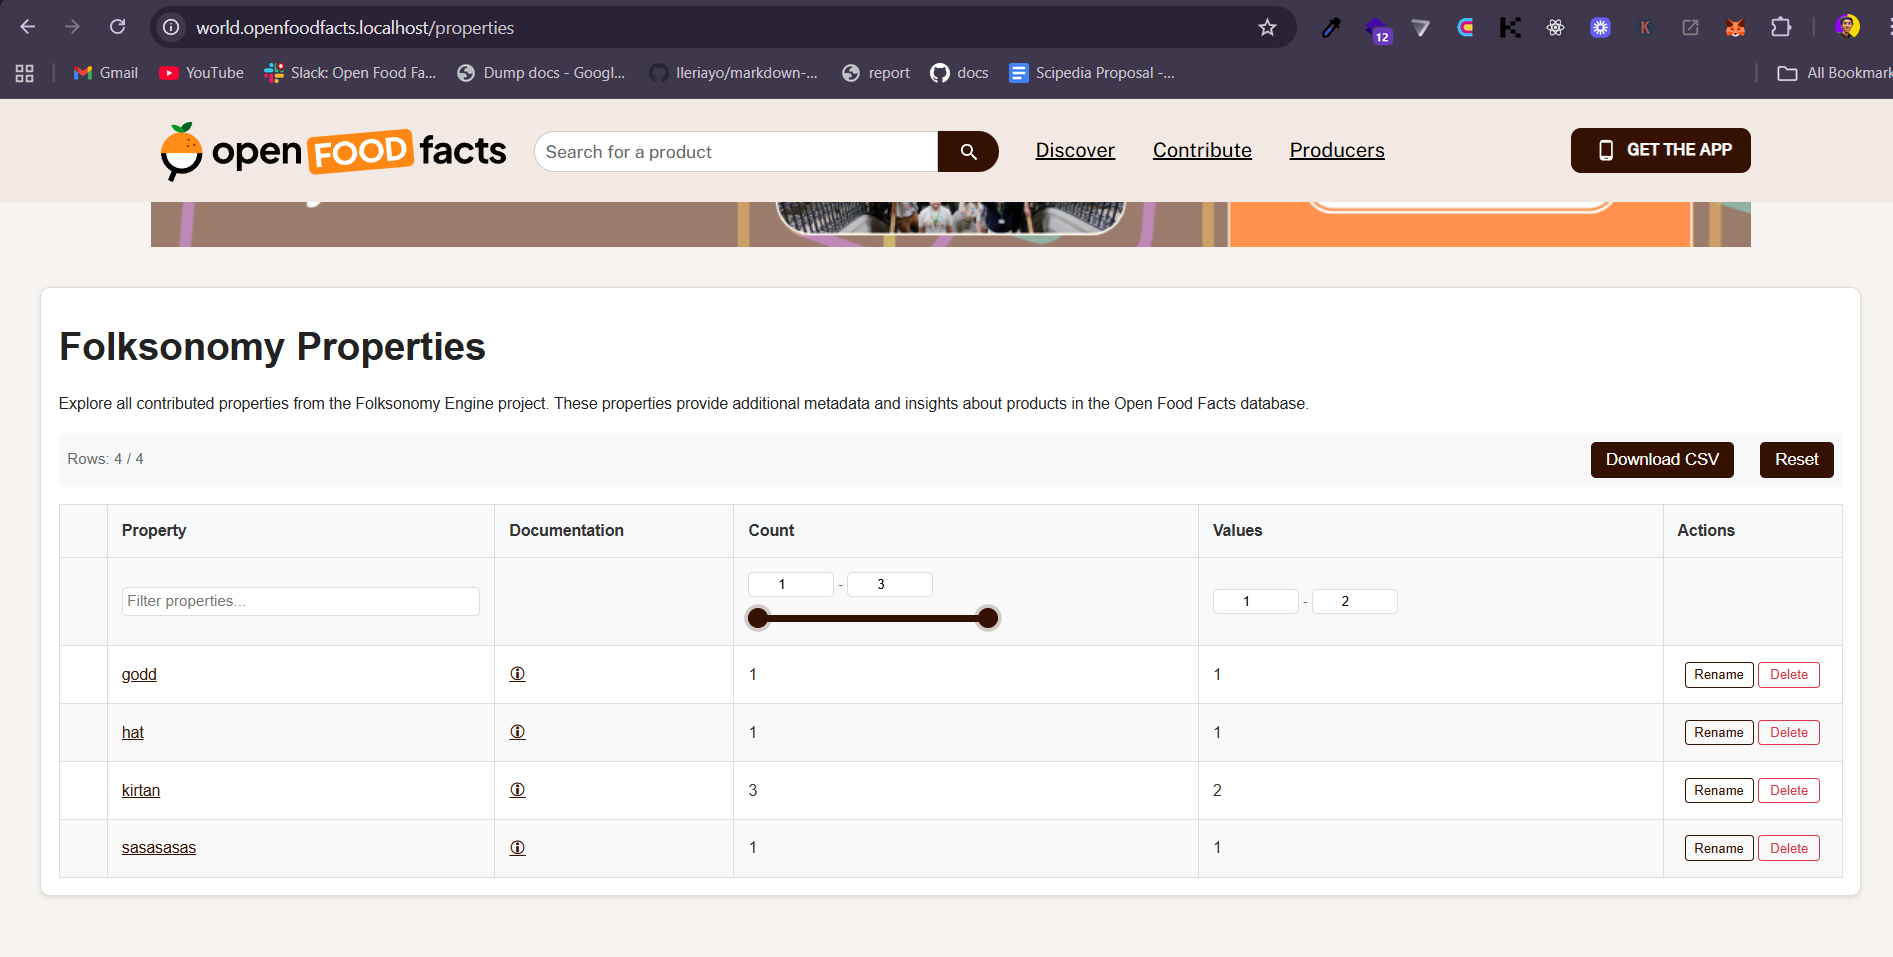 world.openfoodfacts.localhost/properties
12
Gmail
YouTube
Slack: Open Food Fa...
Dump docs - Googl...
lleriayo/markdown-...
report
docs
Scipedia Proposal -...
All Bookmark
open FOOD facts
Search for a product
Discover
Contribute
Producers
GET THE APP
Folksonomy Properties
Explore all contributed properties from the Folksonomy Engine project. These properties provide additional metadata and insights about products in the Open Food Facts database.
Rows: 4 / 4
Download CSV
Reset
Property Documentation Count Values Actions
Filter properties...
1 - 3
1 - 2
godd 1 1 Rename Delete
hat 1 1 Rename Delete
kirtan 3 2 Rename Delete
sasasasas 1 1 Rename Delete